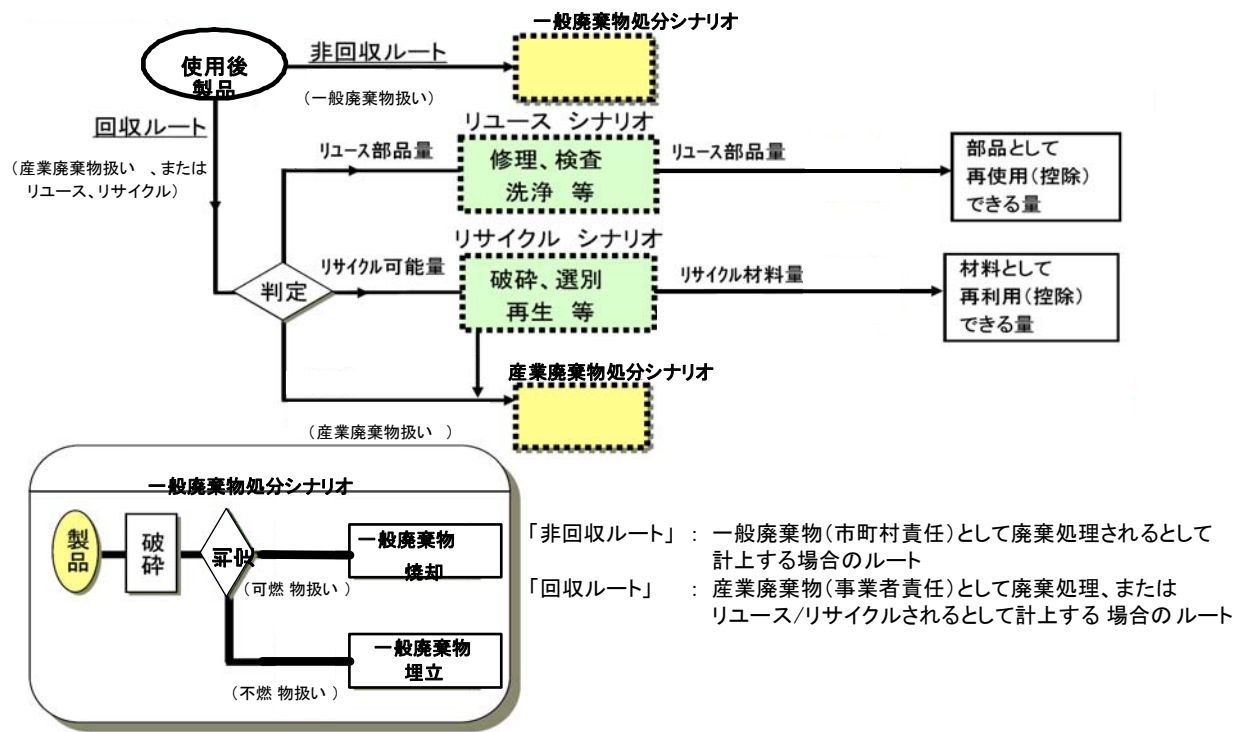 一般廃棄物処分シナリオ
使用後
製品
非回収ルート
(一般廃棄物扱い)
回収ルート
(産業廃棄物扱い 、または
リユース、リサイクル)
リユース シナリオ
リユース部品量
修理、検査
洗浄 等
リユース部品量
部品として
再使用(控除)
できる量
リサイクル シナリオ
判定
リサイクル可能量
破砕、選別
再生 等
リサイクル材料量
材料として
再利用(控除)
できる量
産業廃棄物処分シナリオ
(産業廃棄物扱い )
一般廃棄物処分シナリオ
製品
破砕
判定
一般廃棄物
焼却
(可燃 物扱い )
一般廃棄物
埋立
(不燃 物扱い )
「非回収ルート」 : 一般廃棄物(市町村責任)として廃棄処理されるとして
計上する場合のルート
「回収ルート」 : 産業廃棄物(事業者責任)として廃棄処理、または
リユース/リサイクルされるとして計上する 場合の ルート